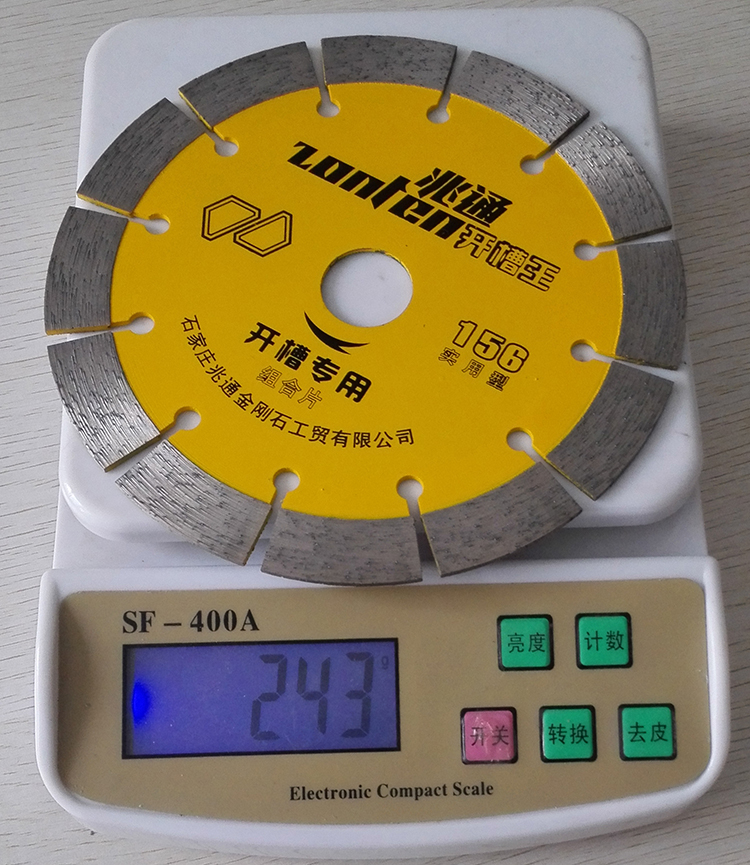 兆通
zonten
开槽王
156
实用型
开槽专用
组合片
石家庄兆通金刚石工贸有限公司
SF－400A
亮度 计数
243 g
开关 转换 去皮
Electronic Compact Scale